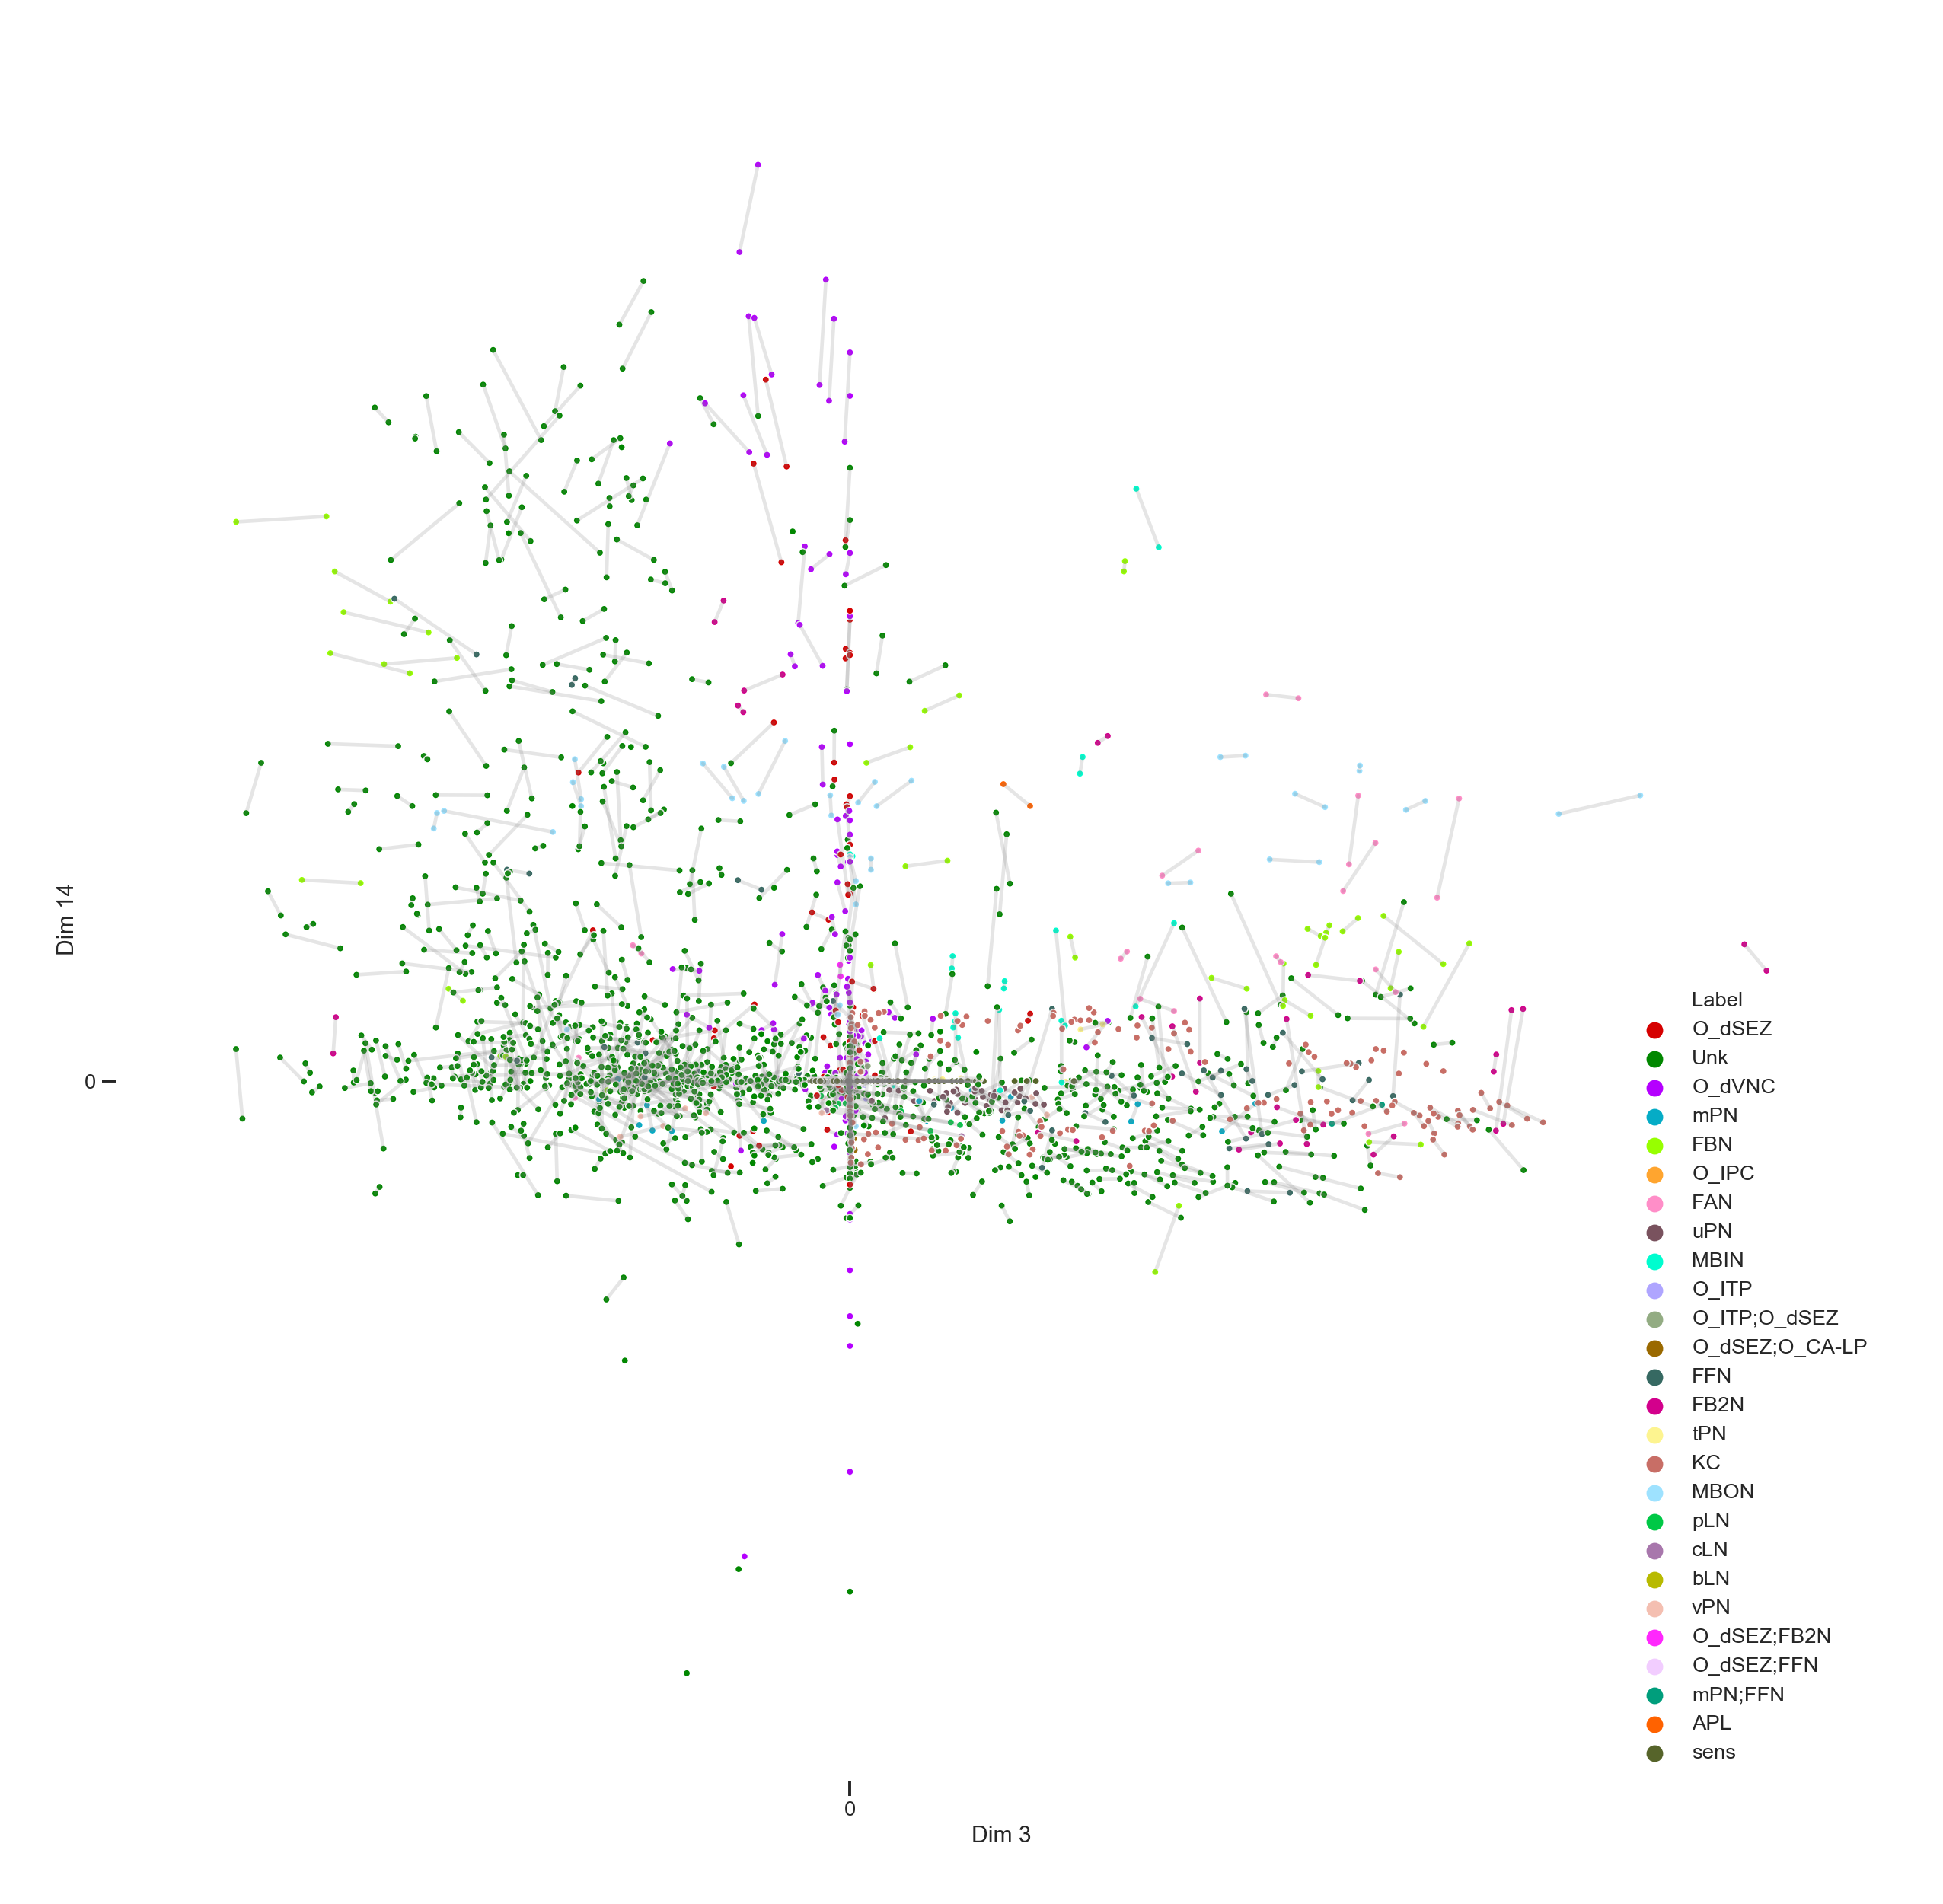 Dim 14
0
0
Dim 3
Label
O_dSEZ
Unk
O_dVNC
mPN
FBN
O_IPC
FAN
uPN
MBIN
O_ITP
O_ITP;O_dSEZ
O_dSEZ;O_CA-LP
FFN
FB2N
tPN
KC
MBON
pLN
cLN
bLN
vPN
O_dSEZ;FB2N
O_dSEZ;FFN
mPN;FFN
APL
sens